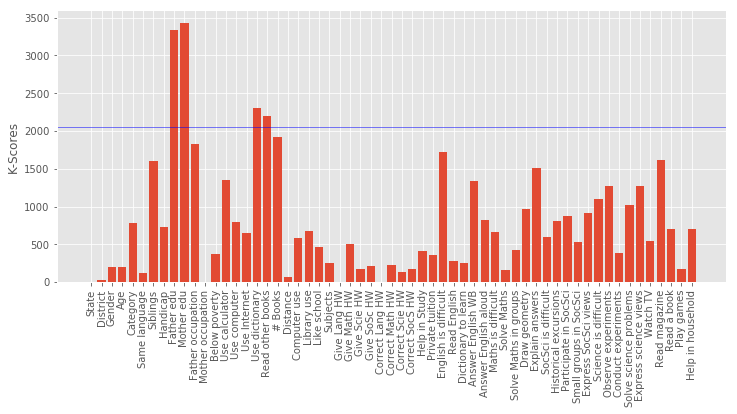 3500
3000
2500
2000
1500
1000
500
0
K-Scores
State
District
Gender
Age
Category
Same language
Siblings
Handicap
Father edu
Mother edu
Father occupation
Mother occupation
Below poverty
Use calculator
Use computer
Use Internet
Use dictionary
Read other books
# Books
Distance
Computer use
Library use
Like school
Subjects
Give Lang HW
Give Math HW
Give Scie HW
Give SoSc HW
Correct Lang HW
Correct Math HW
Correct Scie HW
Correct SocS HW
Help in Study
Private tuition
English is difficult
Read English
Dictionary to learn
Answer English WB
Answer English aloud
Maths is difficult
Solve Maths
Solve Maths in groups
Draw geometry
Explain answers
SocSci is difficult
Historical excursions
Participate in SocSci
Small groups in SocSci
Express SocSci views
Science is difficult
Observe experiments
Conduct experiments
Solve science problems
Express science views
Watch TV
Read magazine
Read a book
Play games
Help in household